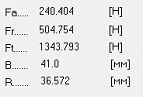 Fa...... 240.404 [H]
Fr...... 504.754 [H]
Ft...... 1343.793 [H]
B....... 41.0 [мм]
R....... 36.572 [мм]